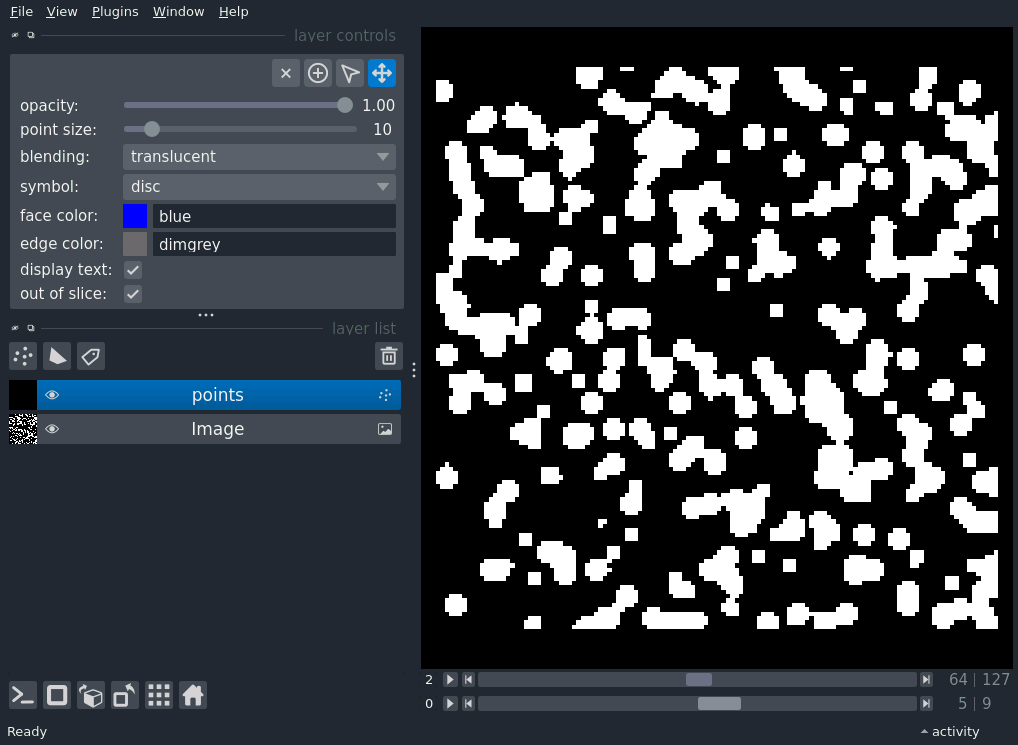 File View Plugins Window Help
layer controls
opacity: 1.00
point size: 10
blending: translucent
symbol: disc
face color: blue
edge color: dimgrey
display text:
out of slice:
layer list
points
Image
2 64 | 127
0 5 | 9
Ready activity